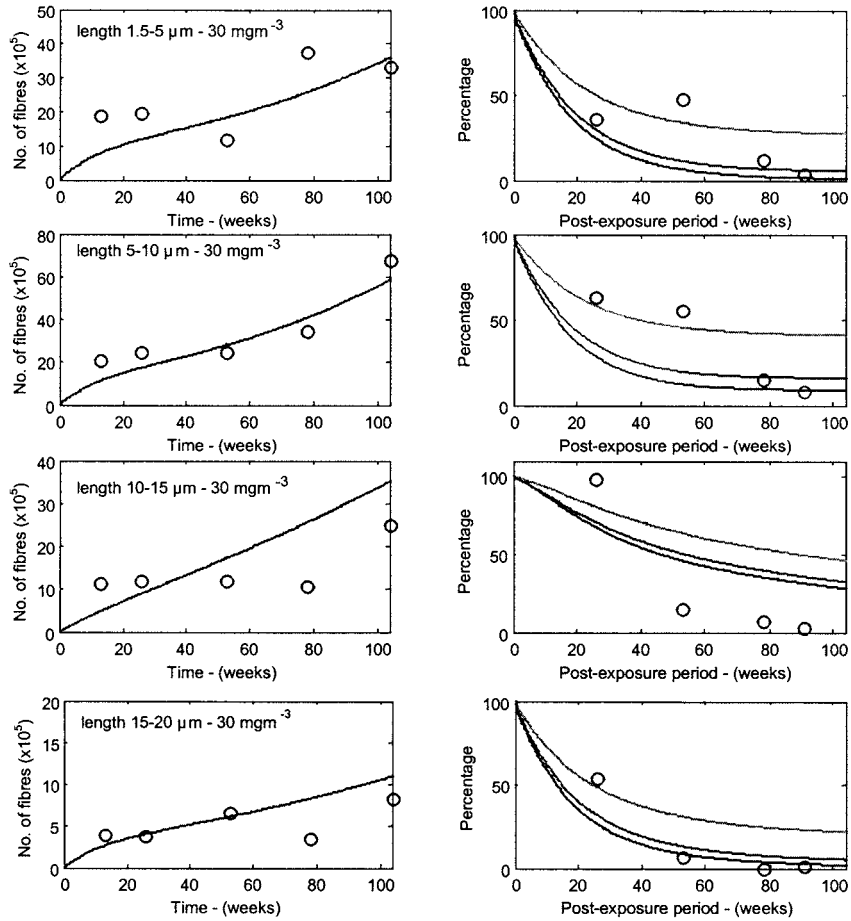 length 1.5-5 µm - 30 mgm⁻³
No. of fibres (x10⁵)
50
40
30
20
10
0
0 20 40 60 80 100
Time - (weeks)
Percentage
100
50
0
0 20 40 60 80 100
Post-exposure period - (weeks)
length 5-10 µm - 30 mgm⁻³
No. of fibres (x10⁵)
80
60
40
20
0
0 20 40 60 80 100
Time - (weeks)
Percentage
100
50
0
0 20 40 60 80 100
Post-exposure period - (weeks)
length 10-15 µm - 30 mgm⁻³
No. of fibres (x10⁵)
40
30
20
10
0
0 20 40 60 80 100
Time - (weeks)
Percentage
100
50
0
0 20 40 60 80 100
Post-exposure period - (weeks)
length 15-20 µm - 30 mgm⁻³
No. of fibres (x10⁵)
20
15
10
5
0
0 20 40 60 80 100
Time - (weeks)
Percentage
100
50
0
0 20 40 60 80 100
Post-exposure period - (weeks)